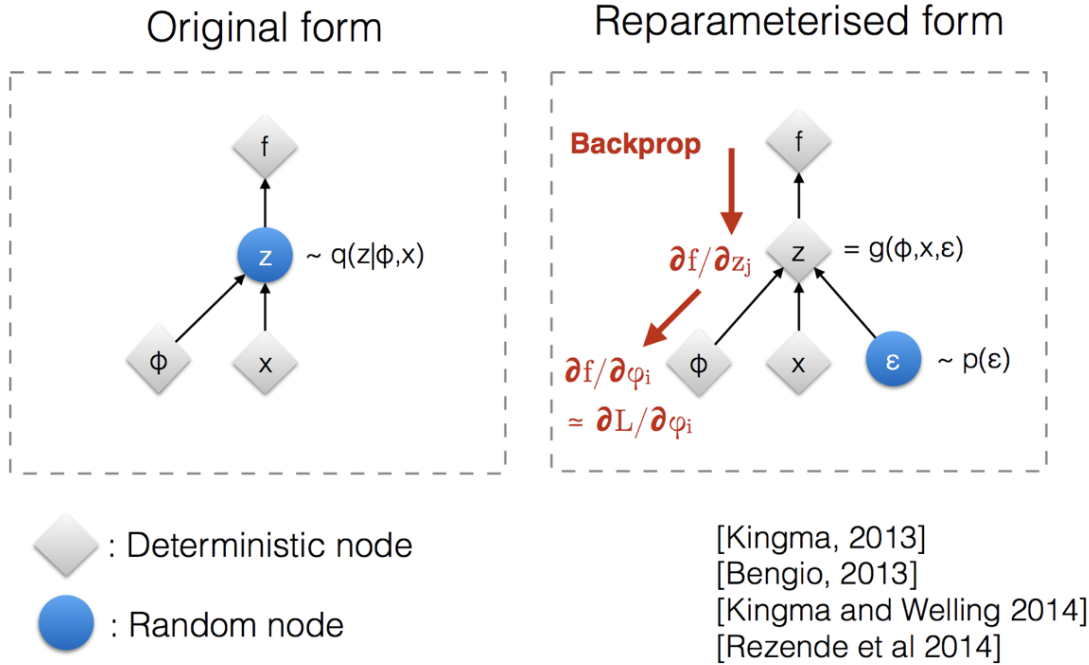 Original form
f
z ~ q(z|ϕ,x)
ϕ x
Reparameterised form
Backprop f
∂f/∂zⱼ z = g(ϕ,x,ε)
∂f/∂φᵢ ϕ x ε ~ p(ε)
≃ ∂L/∂φᵢ
: Deterministic node
: Random node
[Kingma, 2013]
[Bengio, 2013]
[Kingma and Welling 2014]
[Rezende et al 2014]